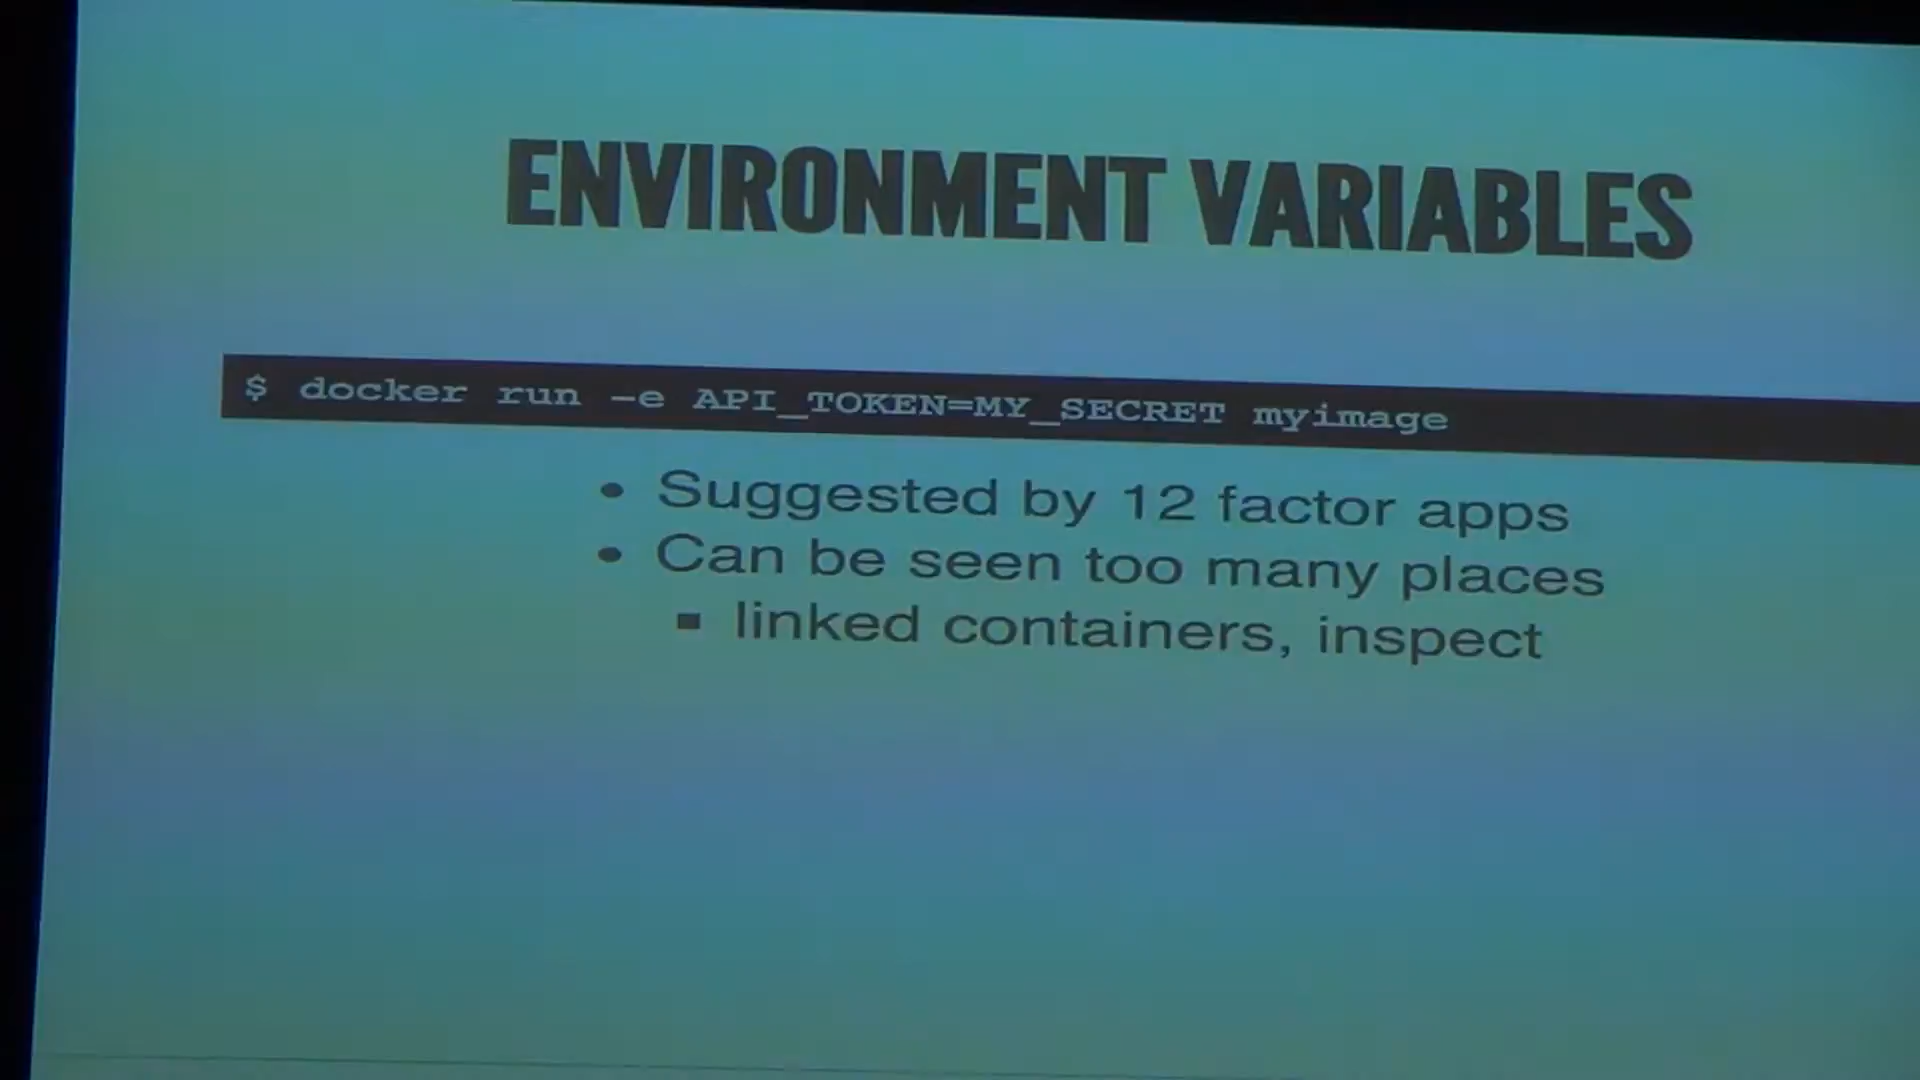 ENVIRONMENT VARIABLES
$ docker run -e API_TOKEN=MY_SECRET myimage
• Suggested by 12 factor apps
• Can be seen too many places
▪ linked containers, inspect